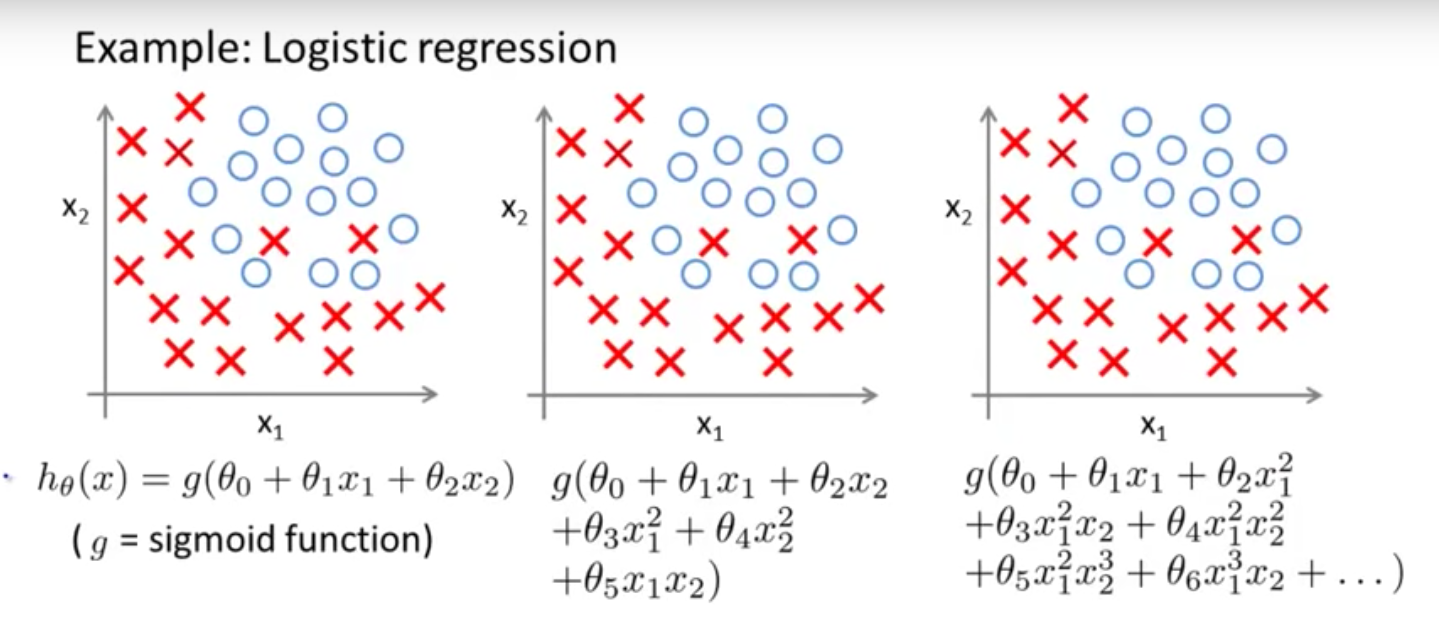 Example: Logistic regression
x₂
x₁
hθ(x) = g(θ₀ + θ₁x₁ + θ₂x₂)
( g = sigmoid function)
x₂
x₁
g(θ₀ + θ₁x₁ + θ₂x₂
+θ₃x₁² + θ₄x₂²
+θ₅x₁x₂)
x₂
x₁
g(θ₀ + θ₁x₁ + θ₂x₁²
+θ₃x₁²x₂ + θ₄x₁²x₂²
+θ₅x₁²x₂³ + θ₆x₁³x₂ + ...)